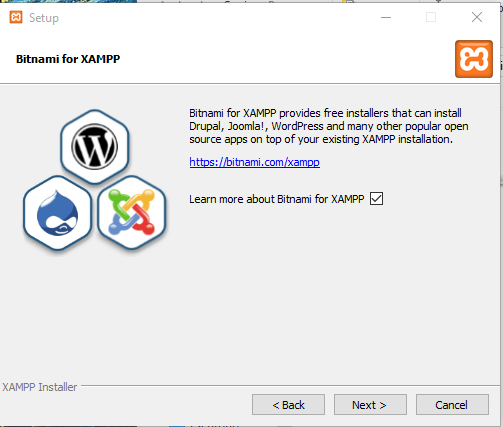 Setup
Bitnami for XAMPP
Bitnami for XAMPP provides free installers that can install
Drupal, Joomla!, WordPress and many other popular open
source apps on top of your existing XAMPP installation.
https://bitnami.com/xampp
Learn more about Bitnami for XAMPP
XAMPP Installer
< Back
Next >
Cancel